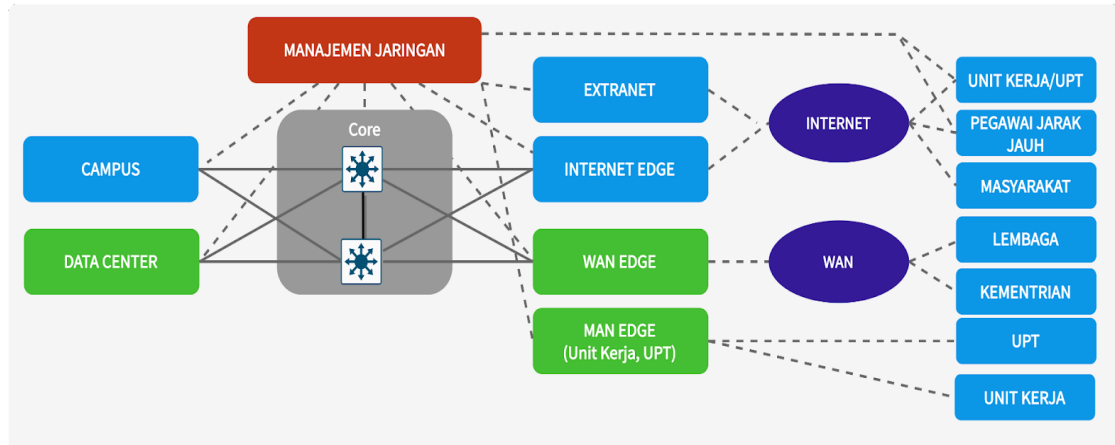 MANAJEMEN JARINGAN
Core
CAMPUS
DATA CENTER
EXTRANET
INTERNET EDGE
WAN EDGE
MAN EDGE
(Unit Kerja, UPT)
INTERNET
WAN
UNIT KERJA/UPT
PEGAWAI JARAK
JAUH
MASYARAKAT
LEMBAGA
KEMENTRIAN
UPT
UNIT KERJA